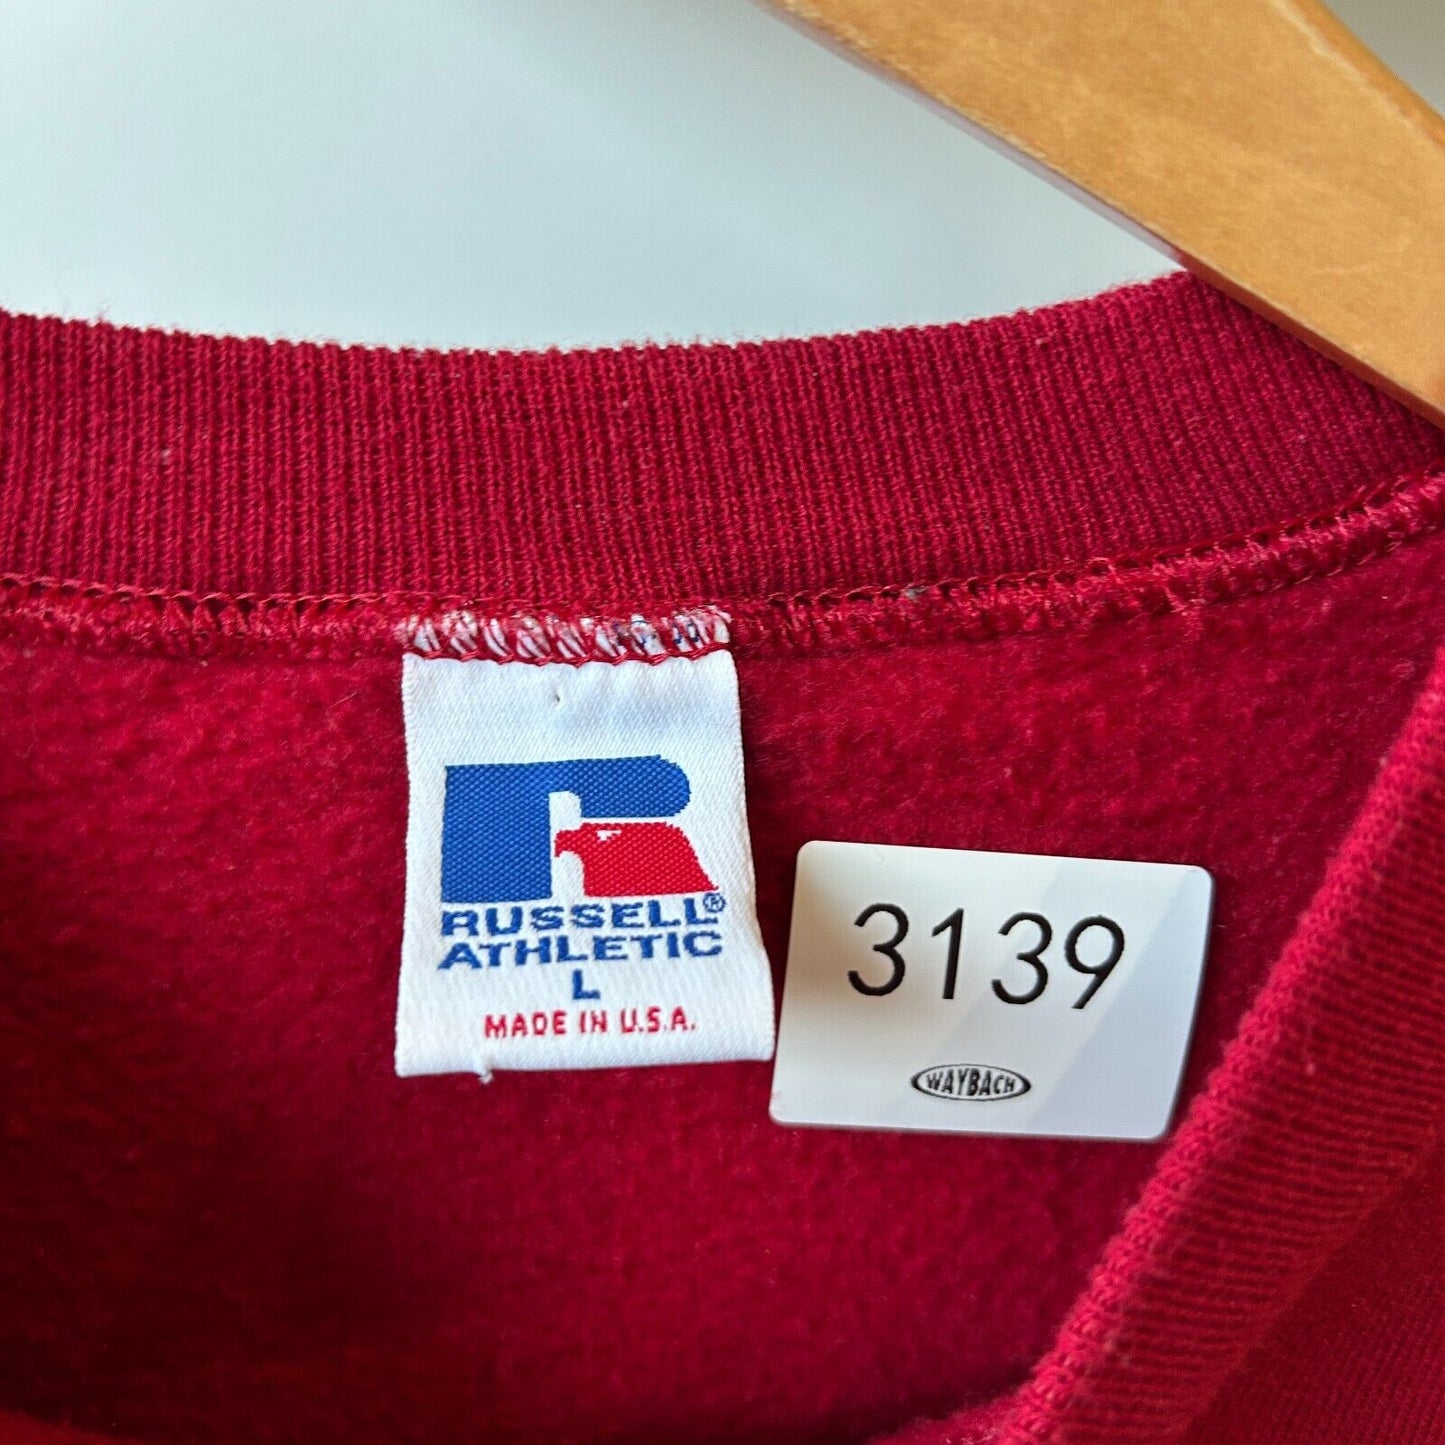 RUSSELL®
ATHLETIC
L
MADE IN U.S.A.
3139
WAYBACH